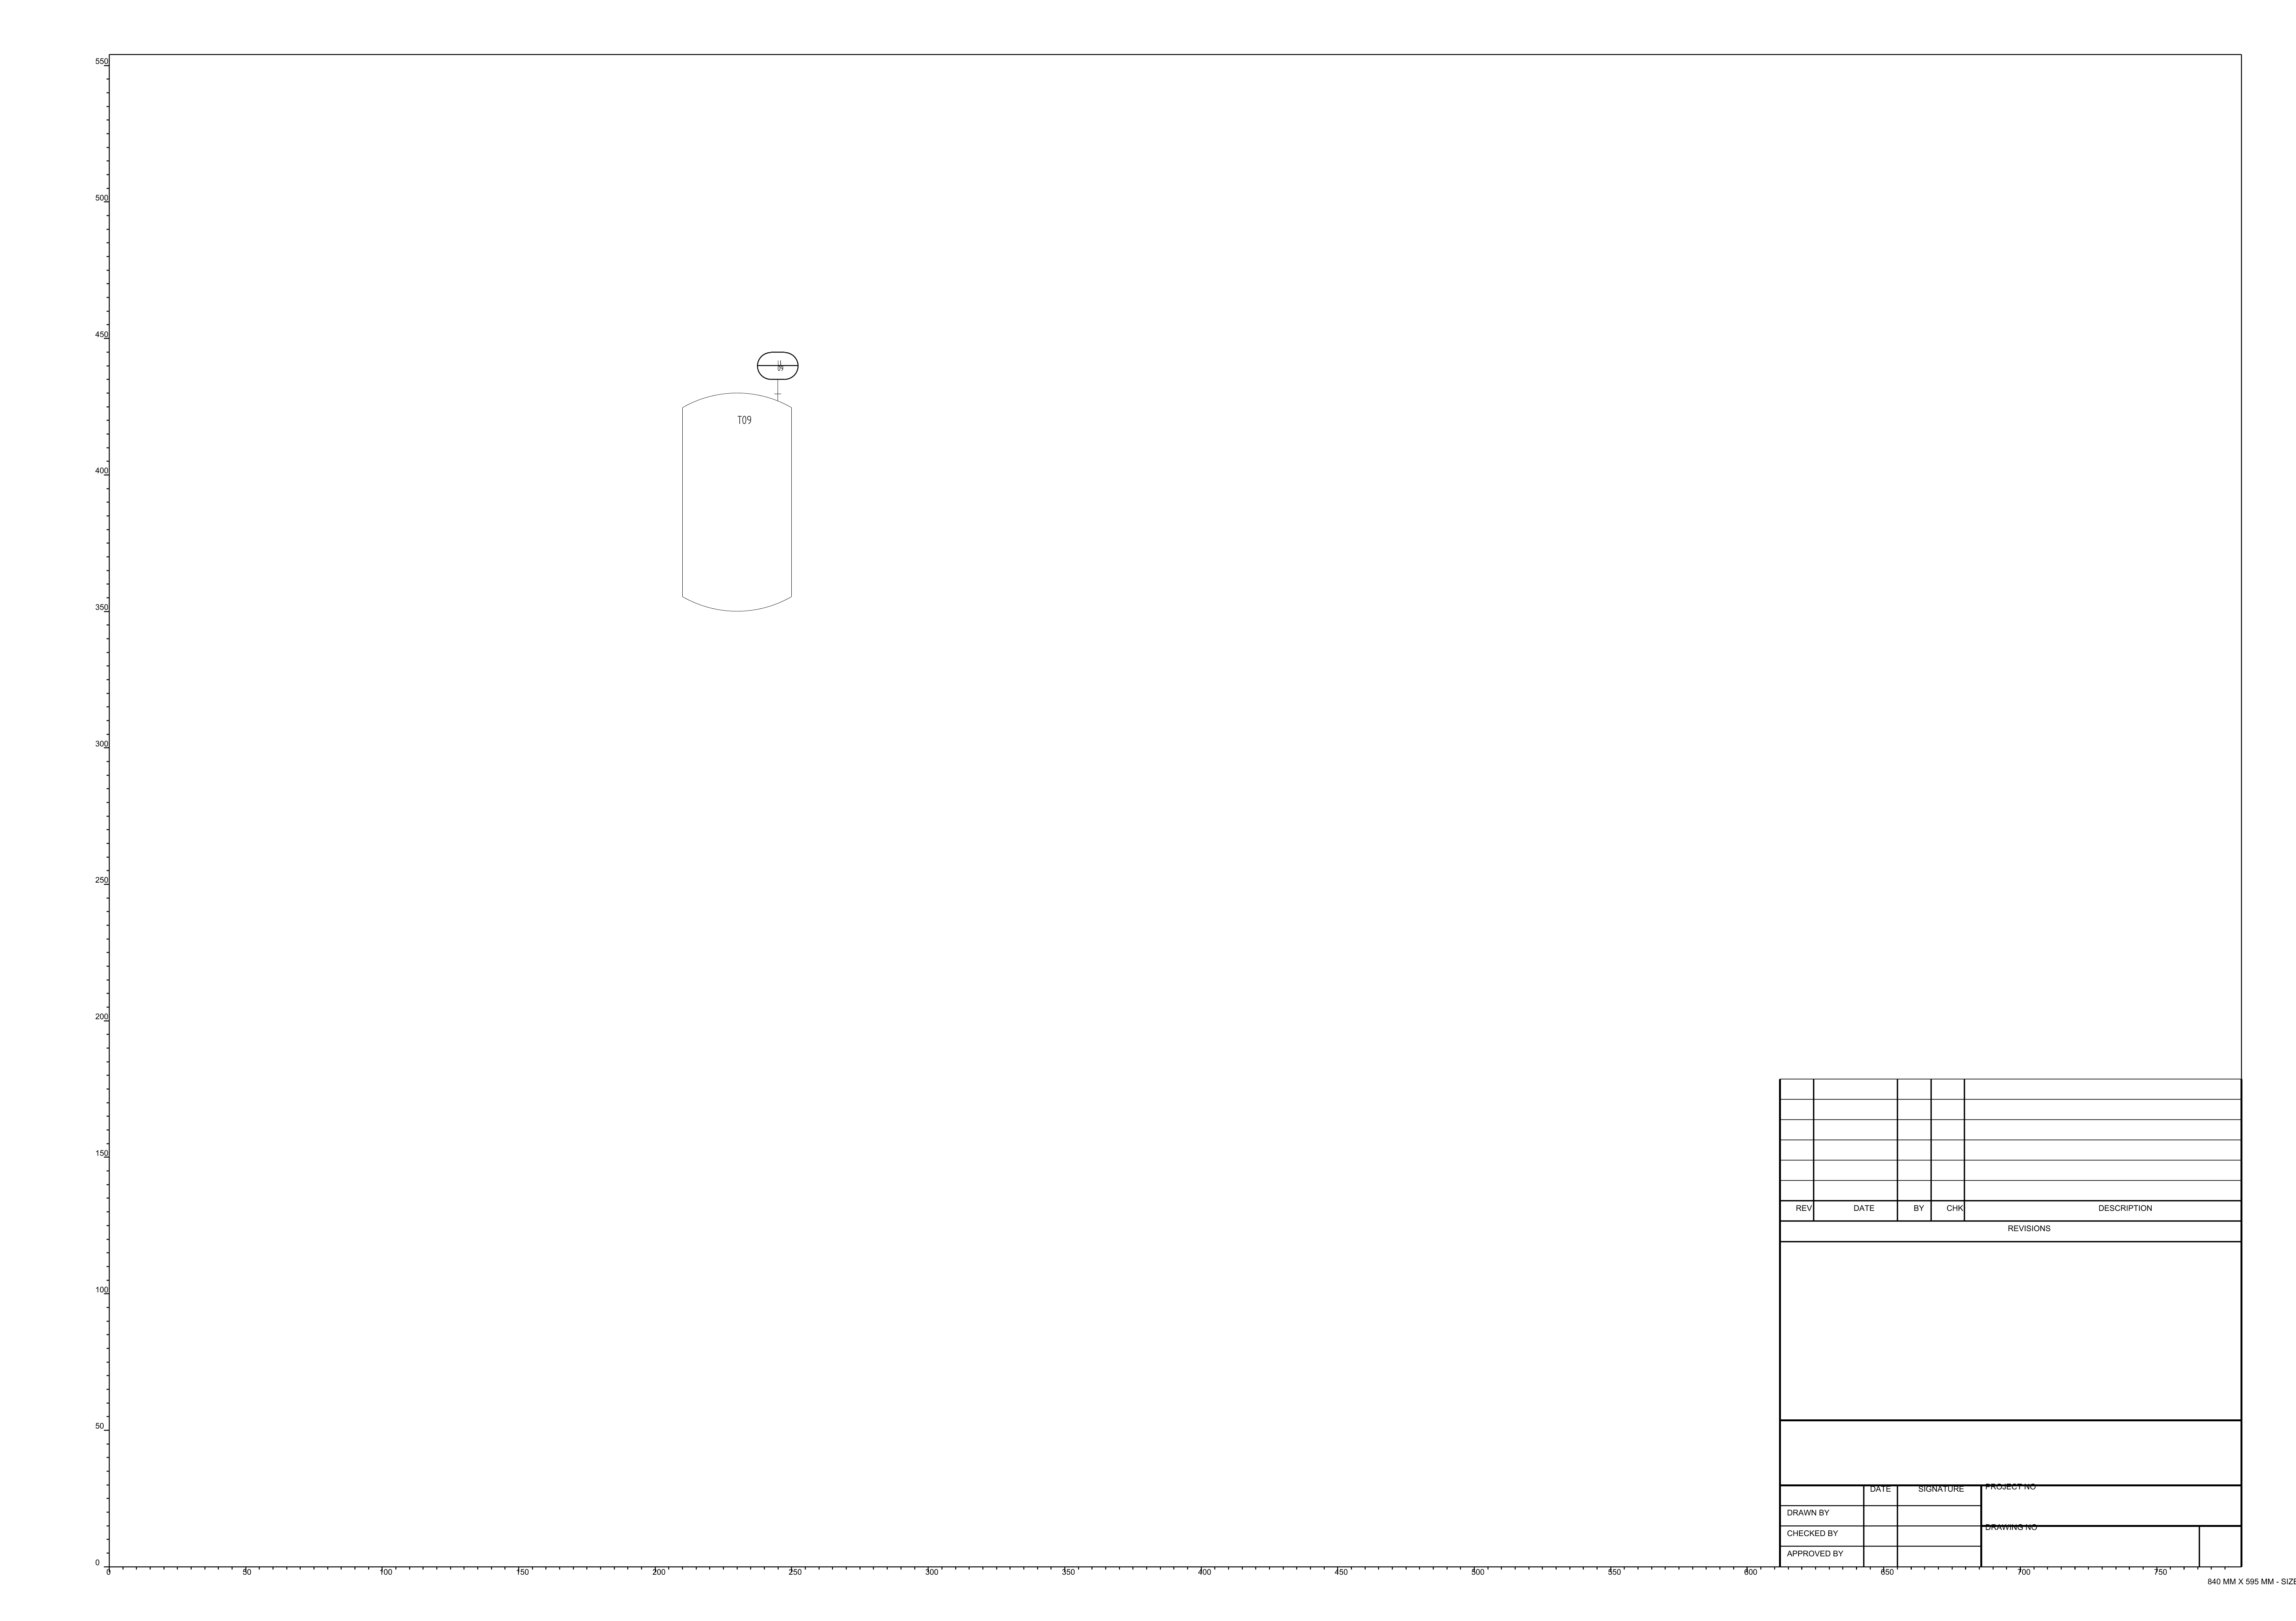 550
500
450
LI
09
T09
400
350
300
250
200
150
REV DATE BY CHK DESCRIPTION
REVISIONS
100
50
DATE SIGNATURE PROJECT NO
DRAWN BY
DRAWING NO
CHECKED BY
APPROVED BY
0
0 50 100 150 200 250 300 350 400 450 500 550 600 650 700 750
840 MM X 595 MM - SIZE